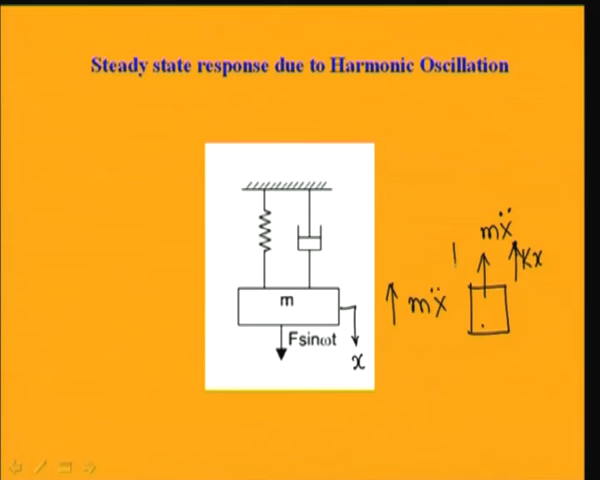 Steady state response due to Harmonic Oscillation
m
Fsinωt
x
mẍ
mẍ
Kx